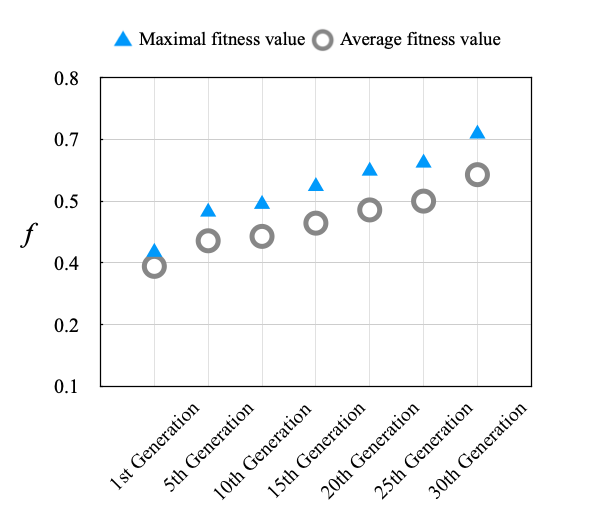 Maximal fitness value Average fitness value
0.8
0.7
0.5
f
0.4
0.2
0.1
1st Generation
5th Generation
10th Generation
15th Generation
20th Generation
25th Generation
30th Generation